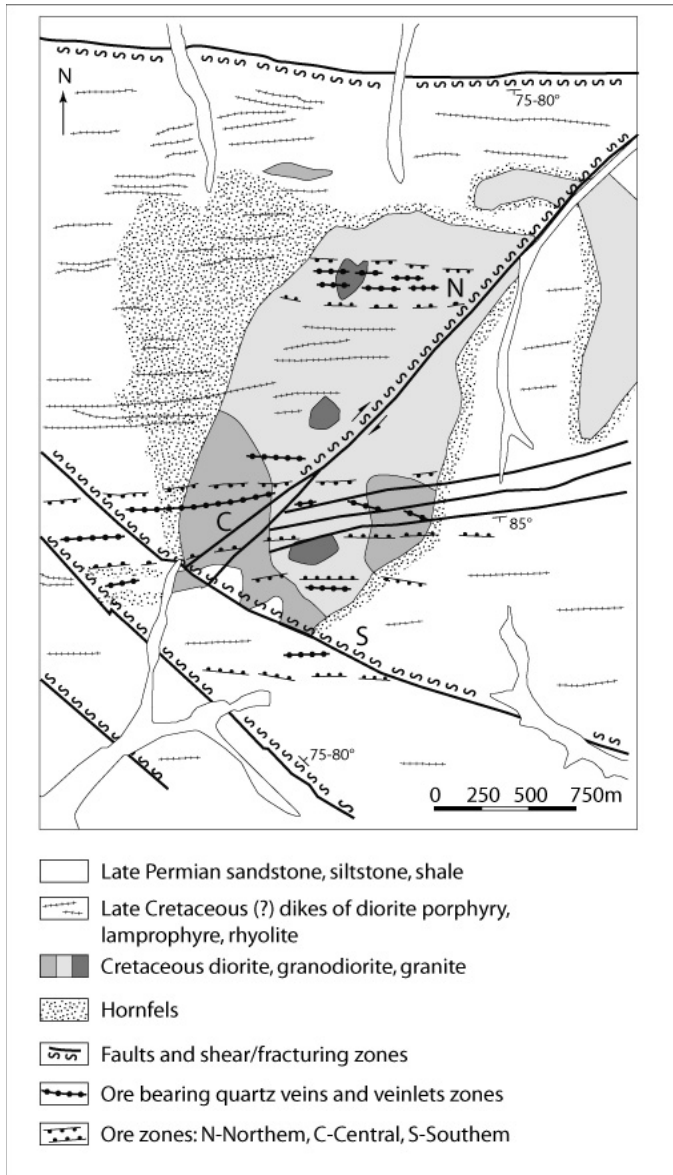 N
75-80°
N
C
85°
S
75-80°
0 250 500 750m
Late Permian sandstone, siltstone, shale
Late Cretaceous (?) dikes of diorite porphyry,
lamprophyre, rhyolite
Cretaceous diorite, granodiorite, granite
Hornfels
Faults and shear/fracturing zones
Ore bearing quartz veins and veinlets zones
Ore zones: N-Northem, C-Central, S-Southem